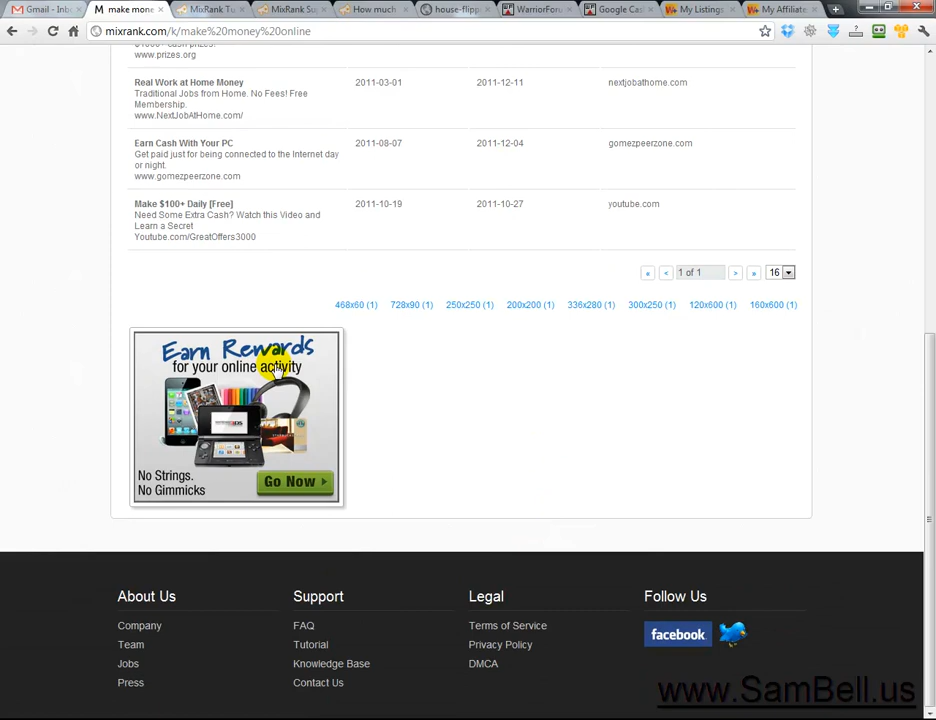 Gmail - Inb
make mone
MixRank Tu
MixRank Su
How much
house-flipp
WarriorForu
Google Cas
My Listings
My Affiliate
mixrank.com/k/make%20money%20online
$1000+ cash prizes!
www.prizes.org
Real Work at Home Money
Traditional Jobs from Home. No Fees! Free
Membership.
www.NextJobAtHome.com/
2011-03-01
2011-12-11
nextjobathome.com
Earn Cash With Your PC
Get paid just for being connected to the Internet day
or night.
www.gomezpeerzone.com
2011-08-07
2011-12-04
gomezpeerzone.com
Make $100+ Daily [Free]
Need Some Extra Cash? Watch this Video and
Learn a Secret
Youtube.com/GreatOffers3000
2011-10-19
2011-10-27
youtube.com
« < 1 of 1 > » 16
468x60 (1) 728x90 (1) 250x250 (1) 200x200 (1) 336x280 (1) 300x250 (1) 120x600 (1) 160x600 (1)
Earn Rewards
for your online activity
No Strings.
No Gimmicks
Go Now
About Us
Company
Team
Jobs
Press
Support
FAQ
Tutorial
Knowledge Base
Contact Us
Legal
Terms of Service
Privacy Policy
DMCA
Follow Us
facebook
www.SamBell.us